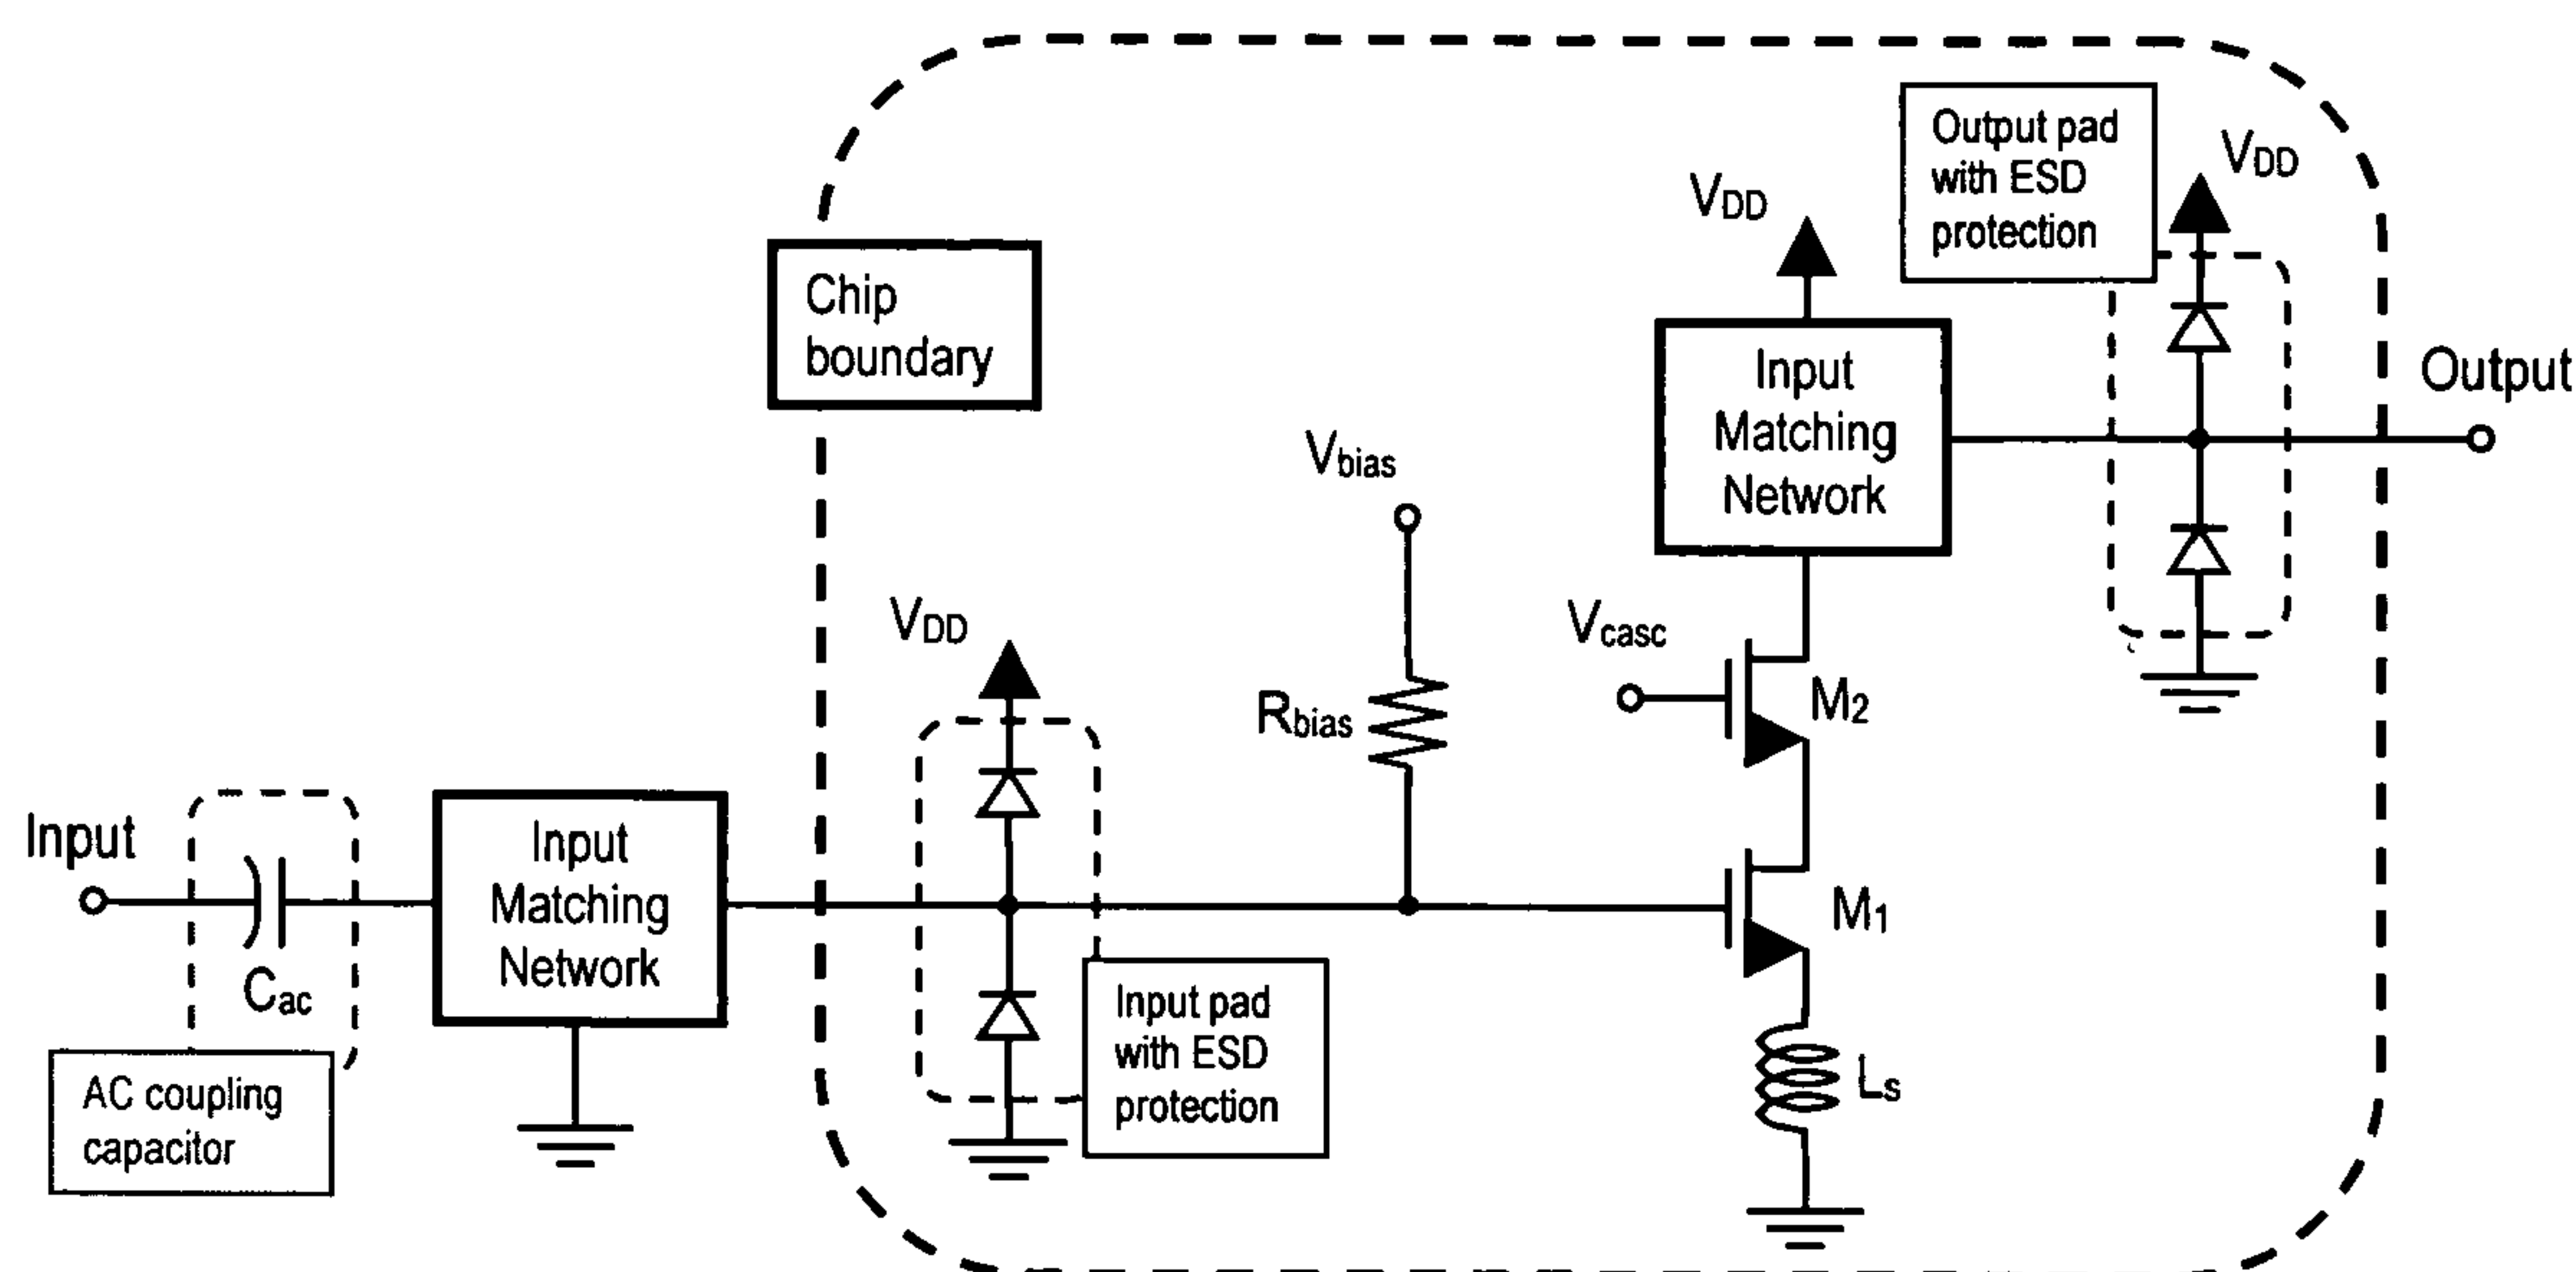 Output pad
with ESD
protection
VDD
VDD
Chip
boundary
Input
Matching
Network
Output
Vbias
VDD
Vcasc
M2
Rbias
Input
Input
Matching
Network
M1
Cac
Input pad
with ESD
protection
Ls
AC coupling
capacitor